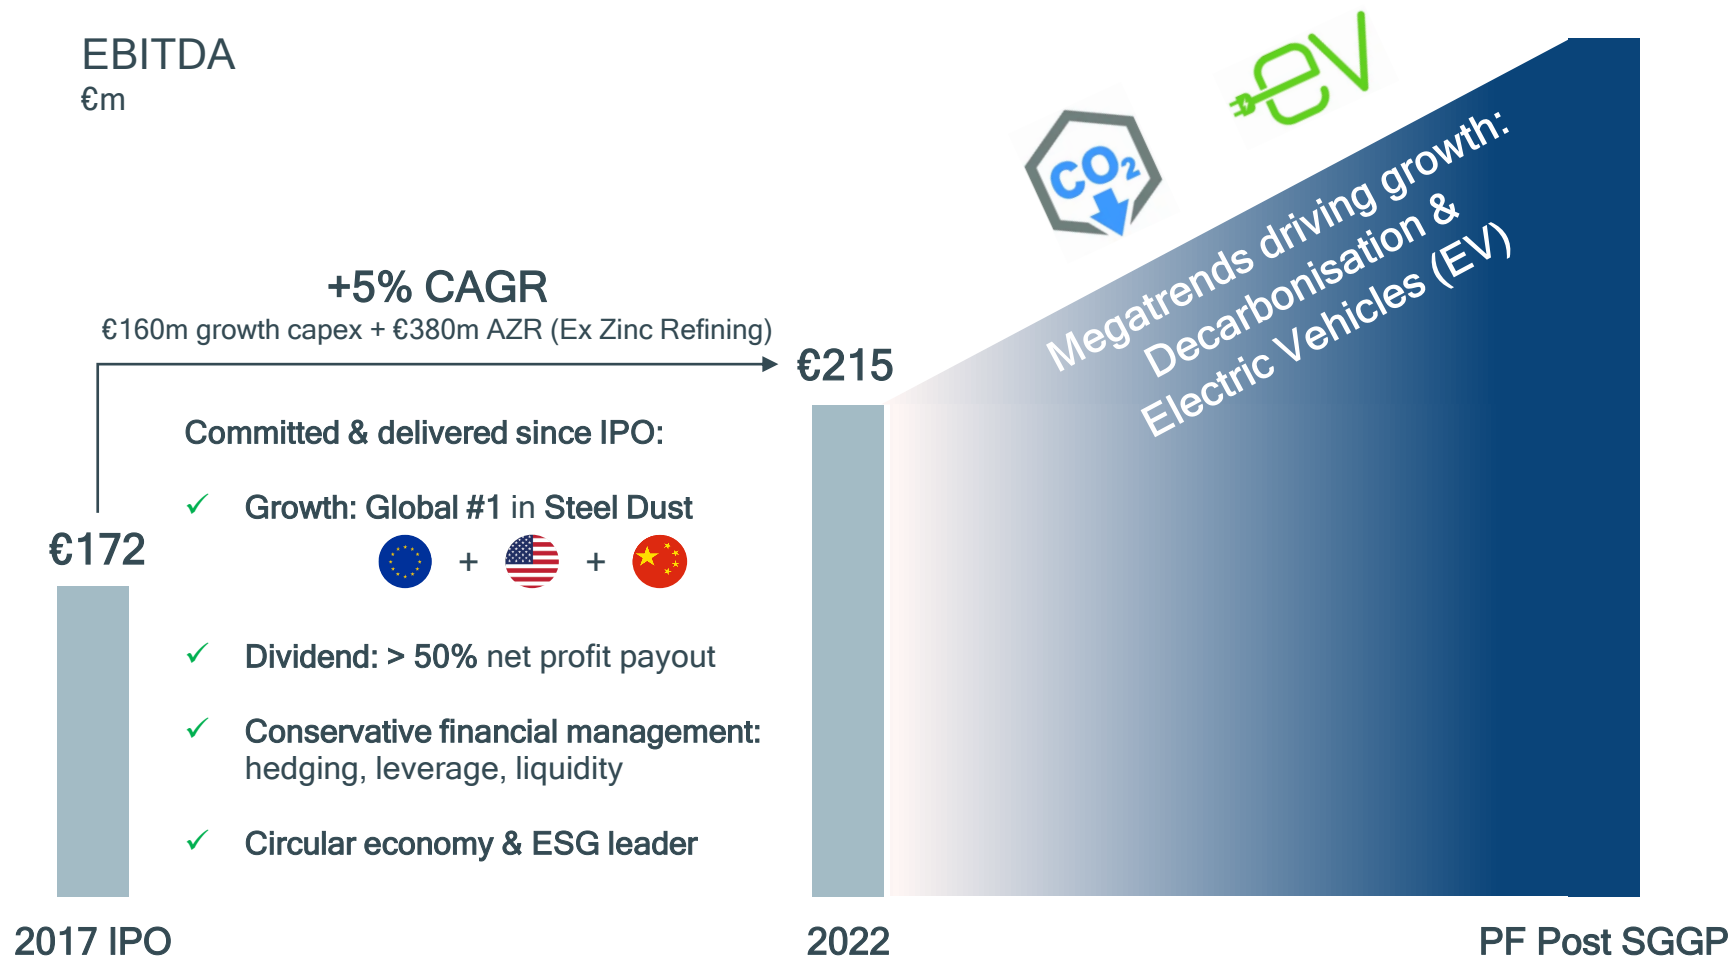 EBITDA
€m
CO₂
eV
+5% CAGR
€160m growth capex + €380m AZR (Ex Zinc Refining)
€215
Megatrends driving growth:
Decarbonisation &
Electric Vehicles (EV)
Committed & delivered since IPO:
✓ Growth: Global #1 in Steel Dust
+ +
€172
✓ Dividend: > 50% net profit payout
✓ Conservative financial management:
hedging, leverage, liquidity
✓ Circular economy & ESG leader
2017 IPO
2022
PF Post SGGP